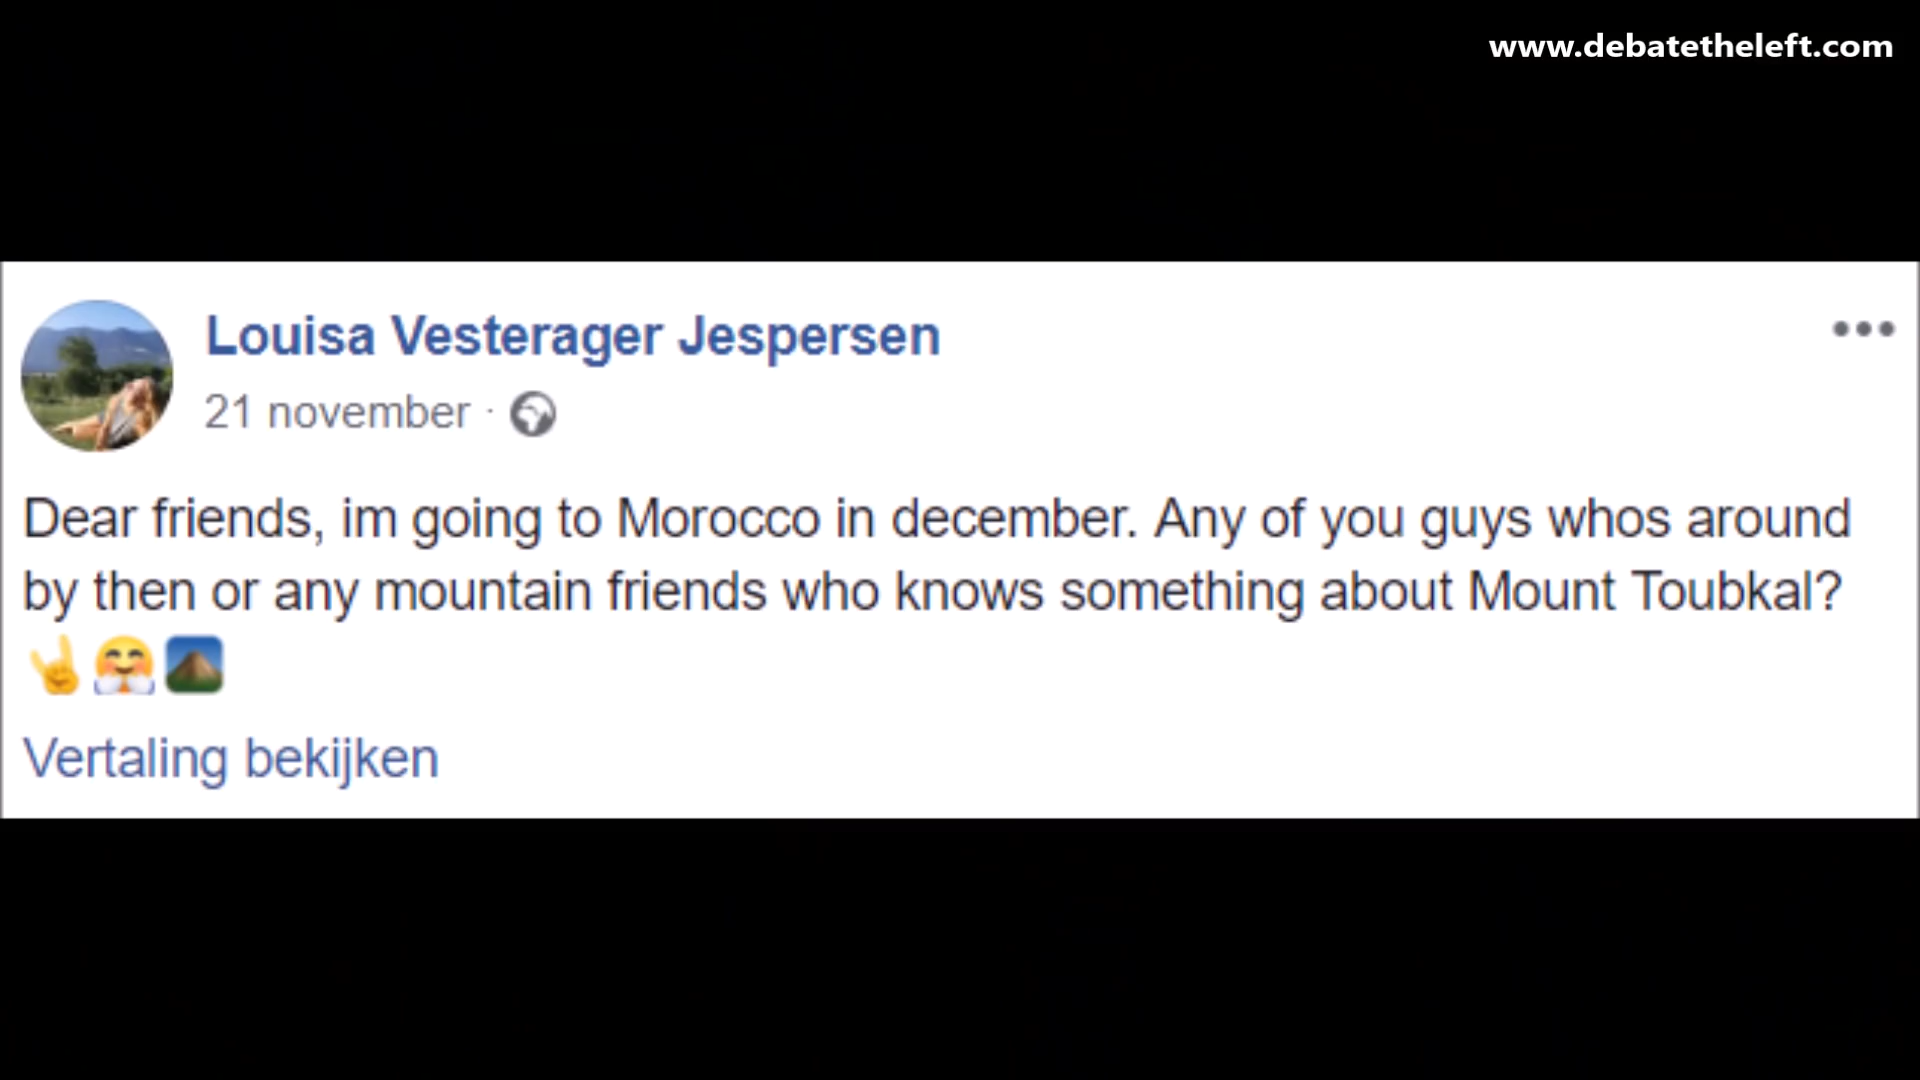 www.debatetheleft.com
Louisa Vesterager Jespersen
21 november ·
Dear friends, im going to Morocco in december. Any of you guys whos around
by then or any mountain friends who knows something about Mount Toubkal?
🤘🤗⛰️
Vertaling bekijken